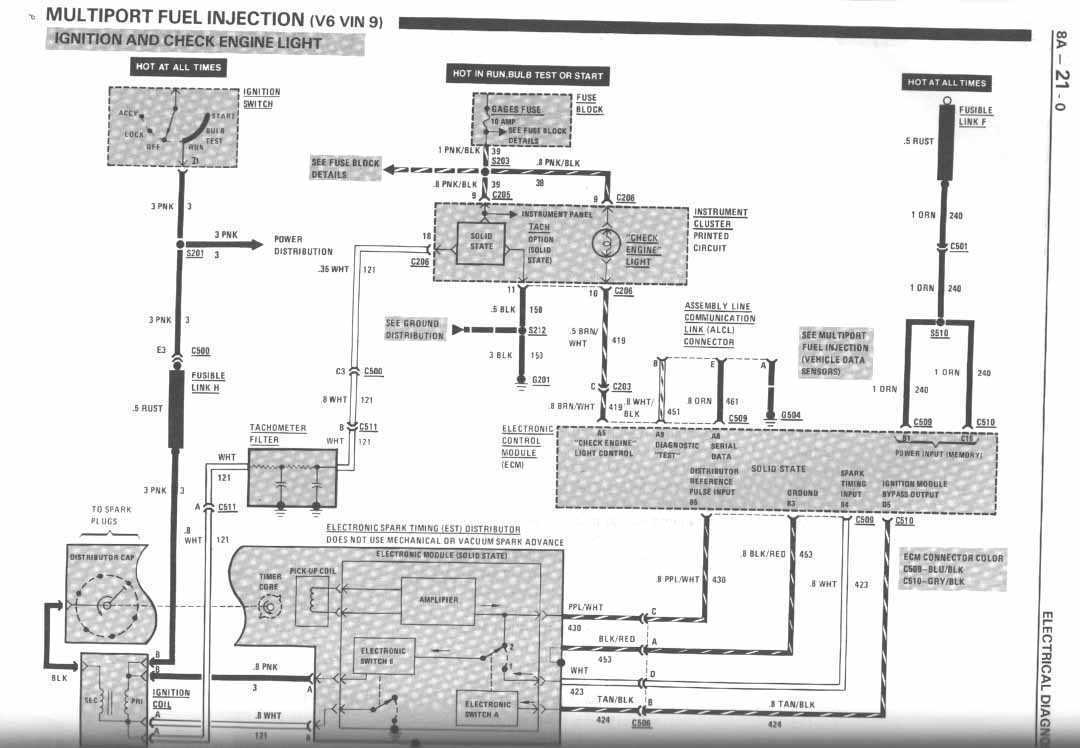 MULTIPORT FUEL INJECTION (V6 VIN 9)
IGNITION AND CHECK ENGINE LIGHT
8A — 21 - 0
HOT AT ALL TIMES
HOT IN RUN, BULB TEST OR START
HOT AT ALL TIMES
IGNITION
SWITCH
ACCY
LOCK
OFF
RUN
BULB
TEST
START
GAGES FUSE
10 AMP
SEE FUSE BLOCK
DETAILS
FUSE
BLOCK
FUSIBLE
LINK F
.5 RUST
1 PNK/BLK 39
S203
.8 PNK/BLK
38
SEE FUSE BLOCK
DETAILS
.8 PNK/BLK 39
9 C205
9 C206
3 PNK 3
3 PNK
3
S201
POWER
DISTRIBUTION
INSTRUMENT PANEL
SOLID
STATE
TACH
OPTION
(SOLID
STATE)
"CHECK
ENGINE"
LIGHT
INSTRUMENT
CLUSTER
PRINTED
CIRCUIT
18
C206
.35 WHT 121
11
16 C206
1 ORN 240
C501
1 ORN 240
S510
1 ORN 240
1 ORN 240
SEE GROUND
DISTRIBUTION
.5 BLK 150
S212
3 BLK 153
G201
.5 BRN/
WHT
419
C C203
.8 BRN/WHT 419
ASSEMBLY LINE
COMMUNICATION
LINK (ALCL)
CONNECTOR
B E A
.8 WHT/
BLK
451
.8 ORN 461
C509
G504
SEE MULTIPORT
FUEL INJECTION
(VEHICLE DATA
SENSORS)
3 PNK 3
E3 C500
FUSIBLE
LINK H
.5 RUST
C3 C500
.8 WHT 121
B C511
WHT 121
TACHOMETER
FILTER
WHT
121
3 PNK 3
A C511
.8
WHT 121
C509 C510
ELECTRONIC
CONTROL
MODULE
(ECM)
A5
"CHECK ENGINE"
LIGHT CONTROL
A9
DIAGNOSTIC
"TEST"
A8
SERIAL
DATA
B1 C16
POWER INPUT (MEMORY)
DISTRIBUTOR
REFERENCE
PULSE INPUT
B5
SOLID STATE
GROUND
B3
SPARK
TIMING
INPUT
B4
IGNITION MODULE
BYPASS OUTPUT
D5
C509 C510
TO SPARK
PLUGS
DISTRIBUTOR CAP
ELECTRONIC SPARK TIMING (EST) DISTRIBUTOR
DOES NOT USE MECHANICAL OR VACUUM SPARK ADVANCE
ELECTRONIC MODULE (SOLID STATE)
TIMER
CORE
PICK-UP COIL
AMPLIFIER
ELECTRONIC
SWITCH B
2
1
ELECTRONIC
SWITCH A
.8 PPL/WHT 430
.8 BLK/RED 453
.8 WHT 423
ECM CONNECTOR COLOR
C509-BLU/BLK
C510-GRY/BLK
PPL/WHT
430
C
BLK/RED
453
A
WHT
423
D
TAN/BLK
424
B
C506
.8 TAN/BLK
424
BLK
B
B
SEC PRI
IGNITION
COIL
A
A
.8 PNK
3
A
.8 WHT
121
B
ELECTRICAL DIAGNO